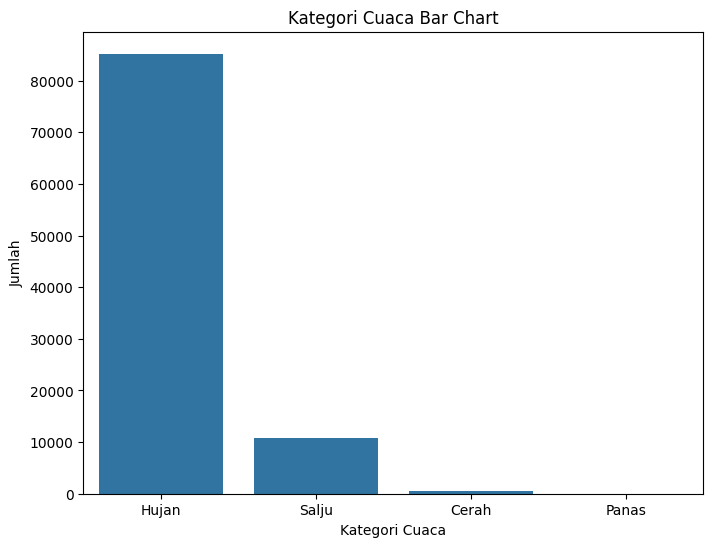 Kategori Cuaca Bar Chart
Jumlah
80000
70000
60000
50000
40000
30000
20000
10000
0
Hujan Salju Cerah Panas
Kategori Cuaca